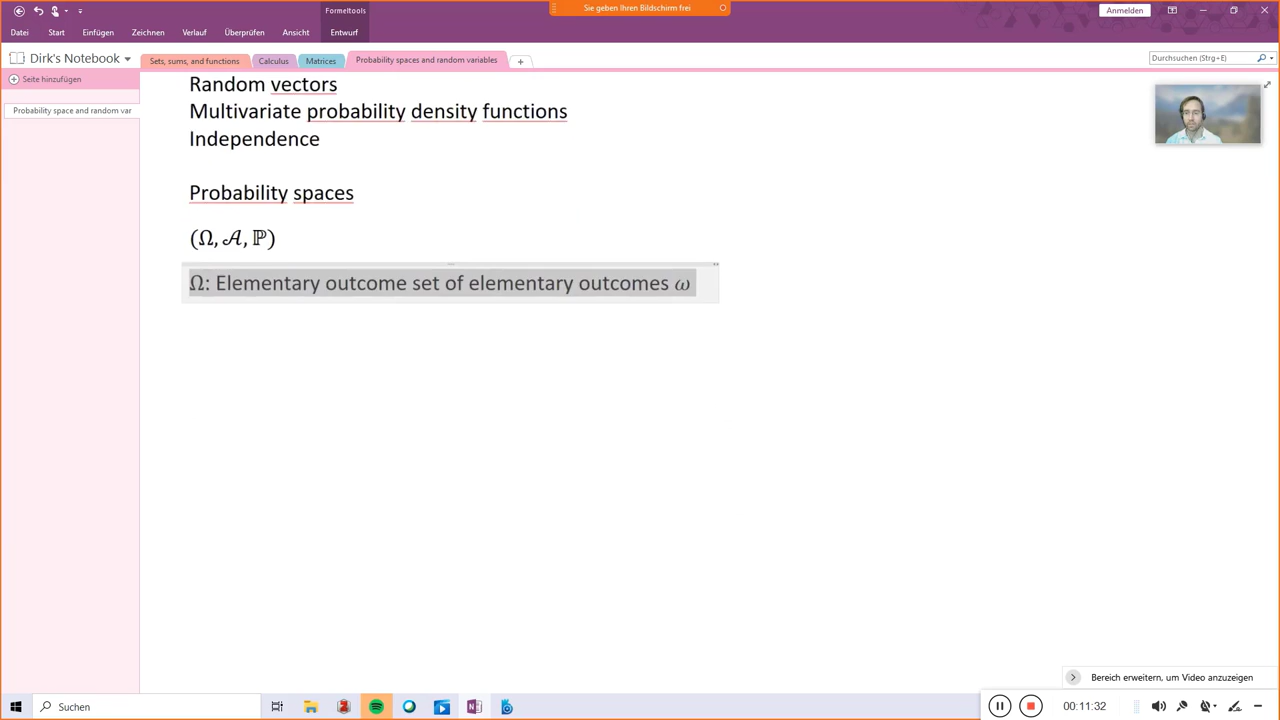 Formeltools
Sie geben Ihren Bildschirm frei
Anmelden
Datei Start Einfügen Zeichnen Verlauf Überprüfen Ansicht Entwurf
Dirk's Notebook
Sets, sums, and functions
Calculus
Matrices
Probability spaces and random variables
Durchsuchen (Strg+E)
Seite hinzufügen
Probability space and random var
Random vectors
Multivariate probability density functions
Independence
Probability spaces
(Ω, 𝒜, ℙ)
Ω: Elementary outcome set of elementary outcomes ω
Bereich erweitern, um Video anzuzeigen
Suchen
00:11:32